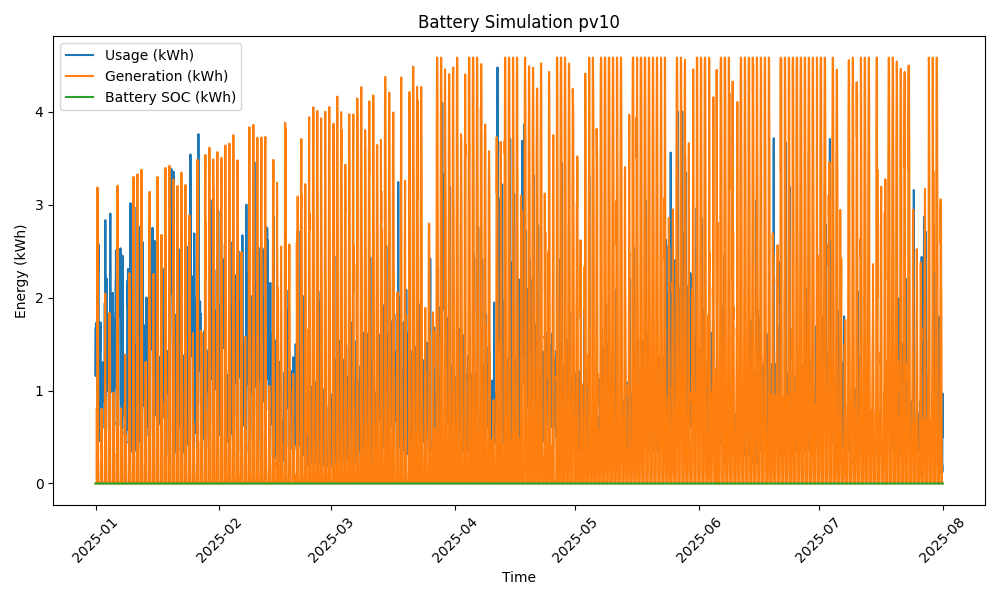 Battery Simulation pv10
Usage (kWh)
Generation (kWh)
Battery SOC (kWh)
Energy (kWh)
4
3
2
1
0
2025-01
2025-02
2025-03
2025-04
2025-05
2025-06
2025-07
2025-08
Time